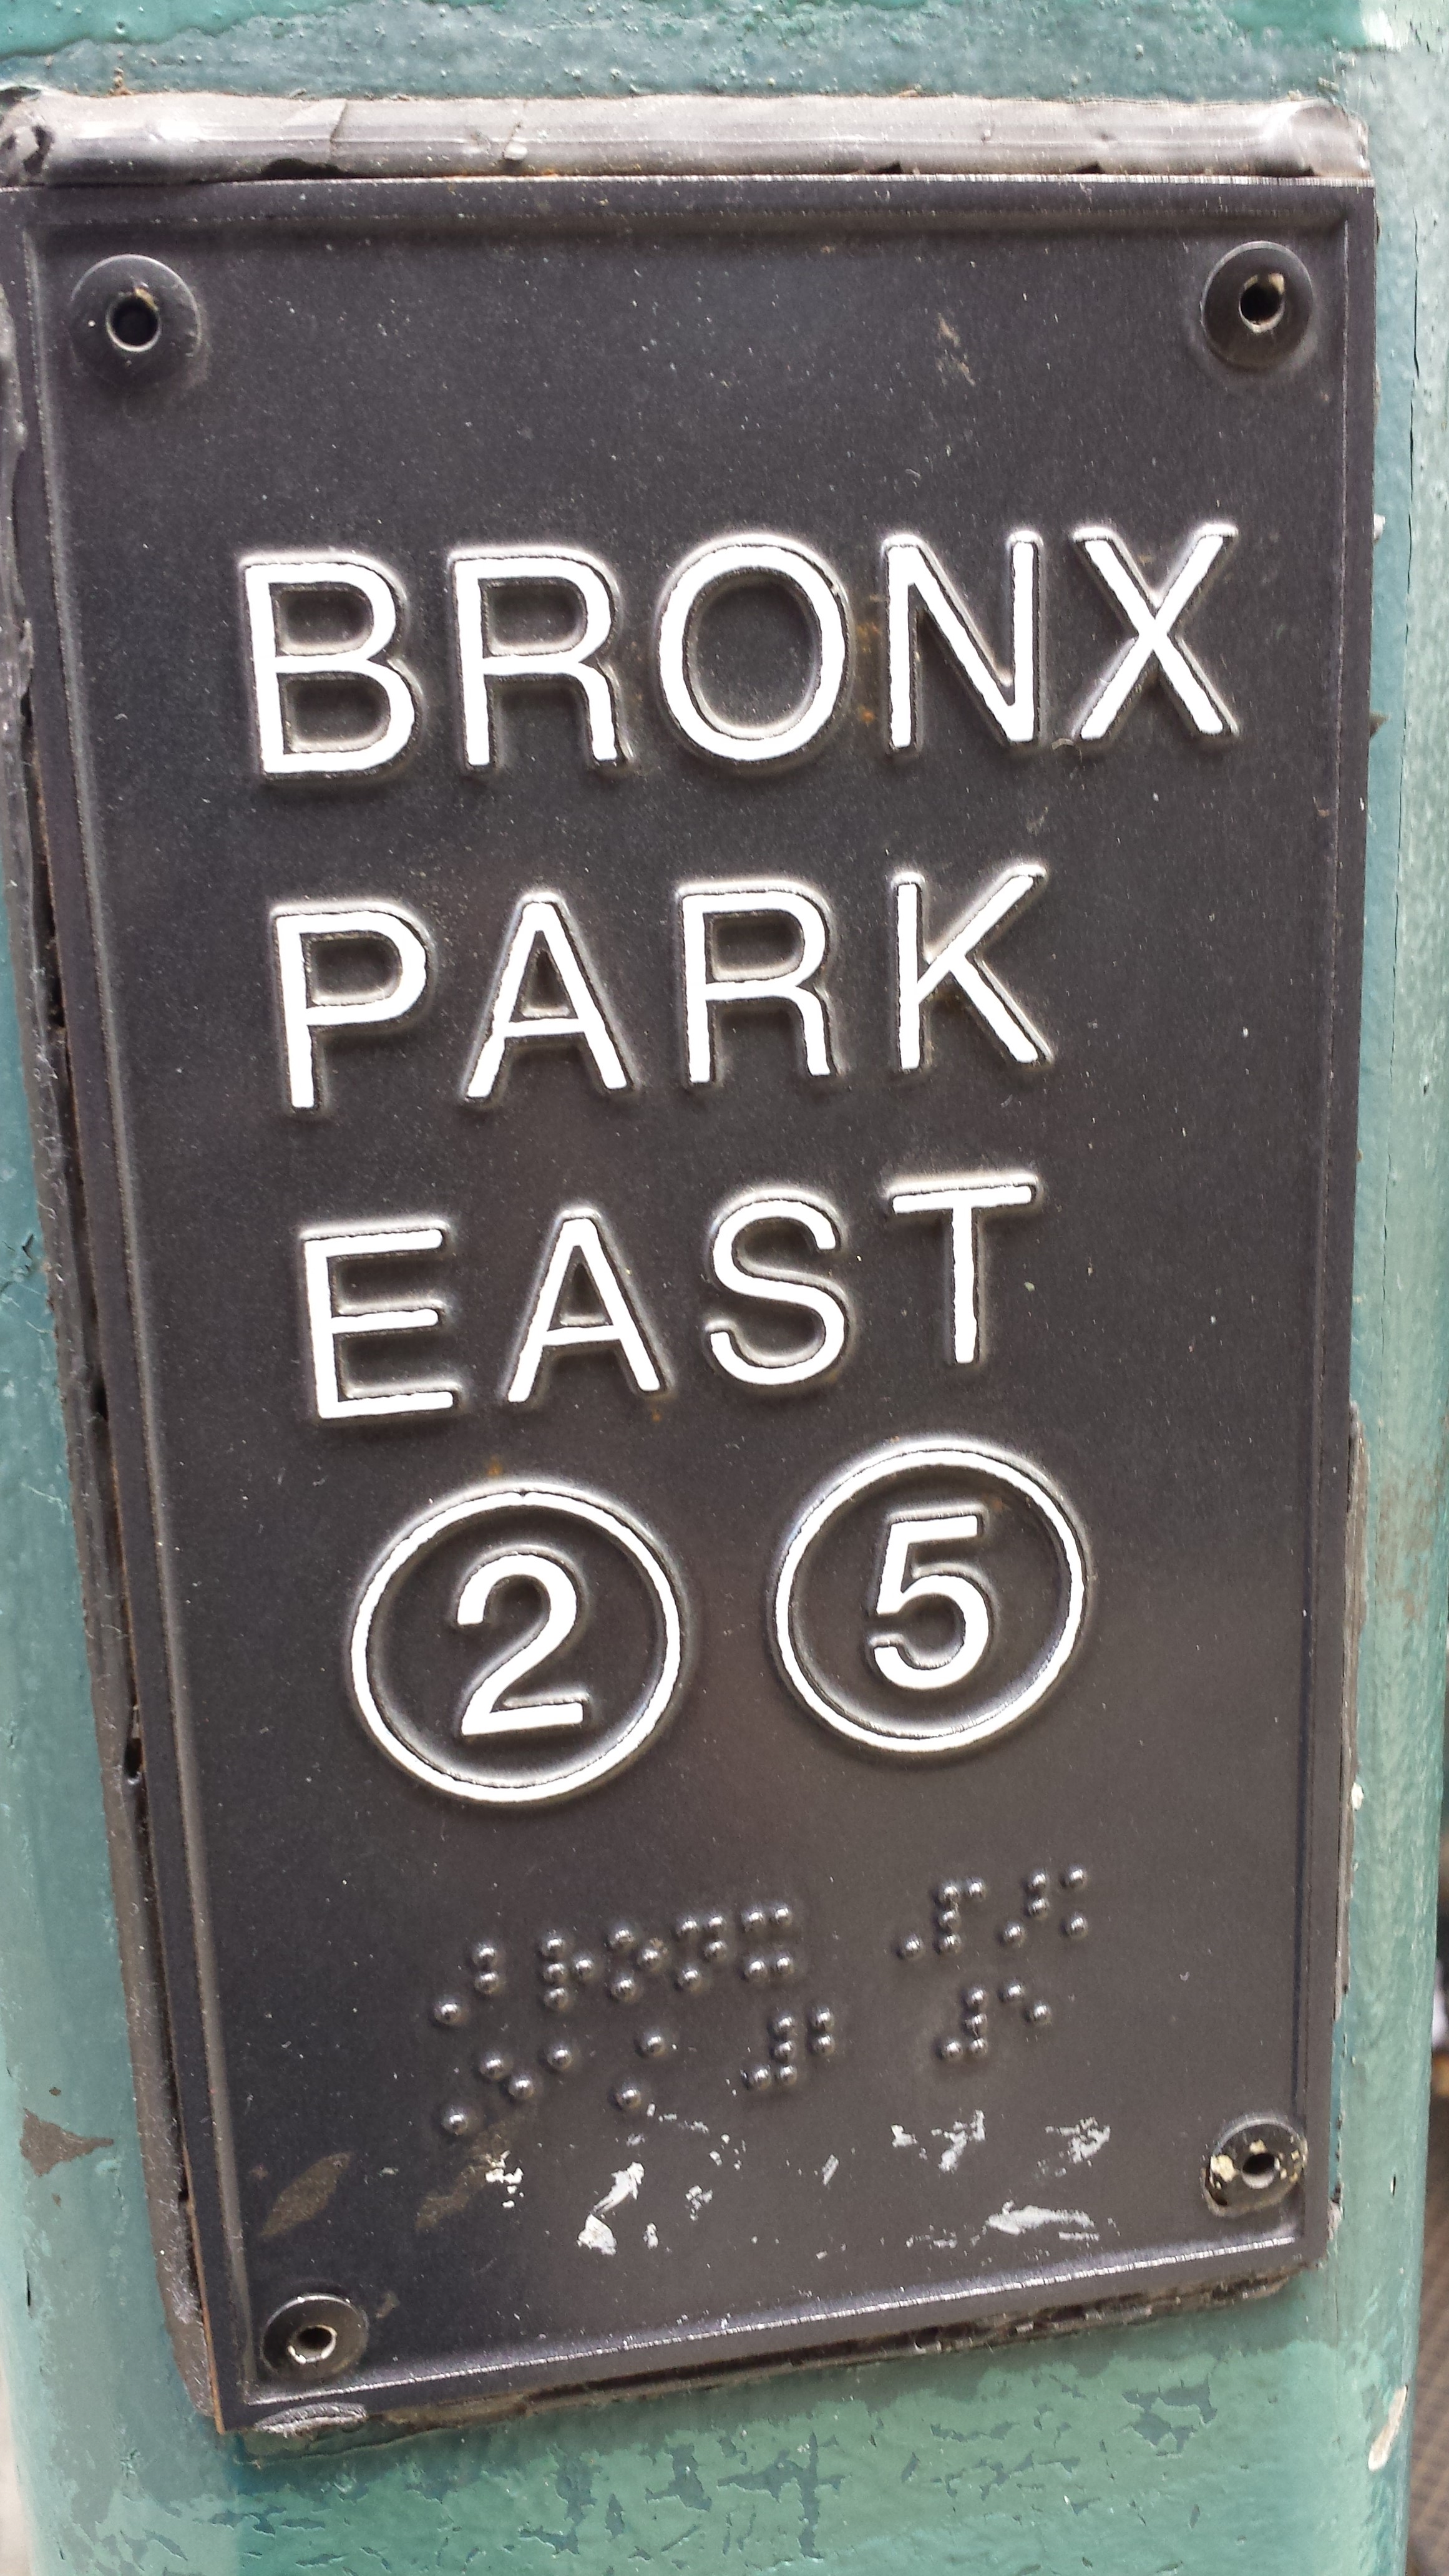 BRONX
PARK
EAST
2 5
⠠⠃⠗⠕⠝⠭ ⠠⠏⠜⠅
⠠⠑⠁⠌ ⠼⠃ ⠼⠑